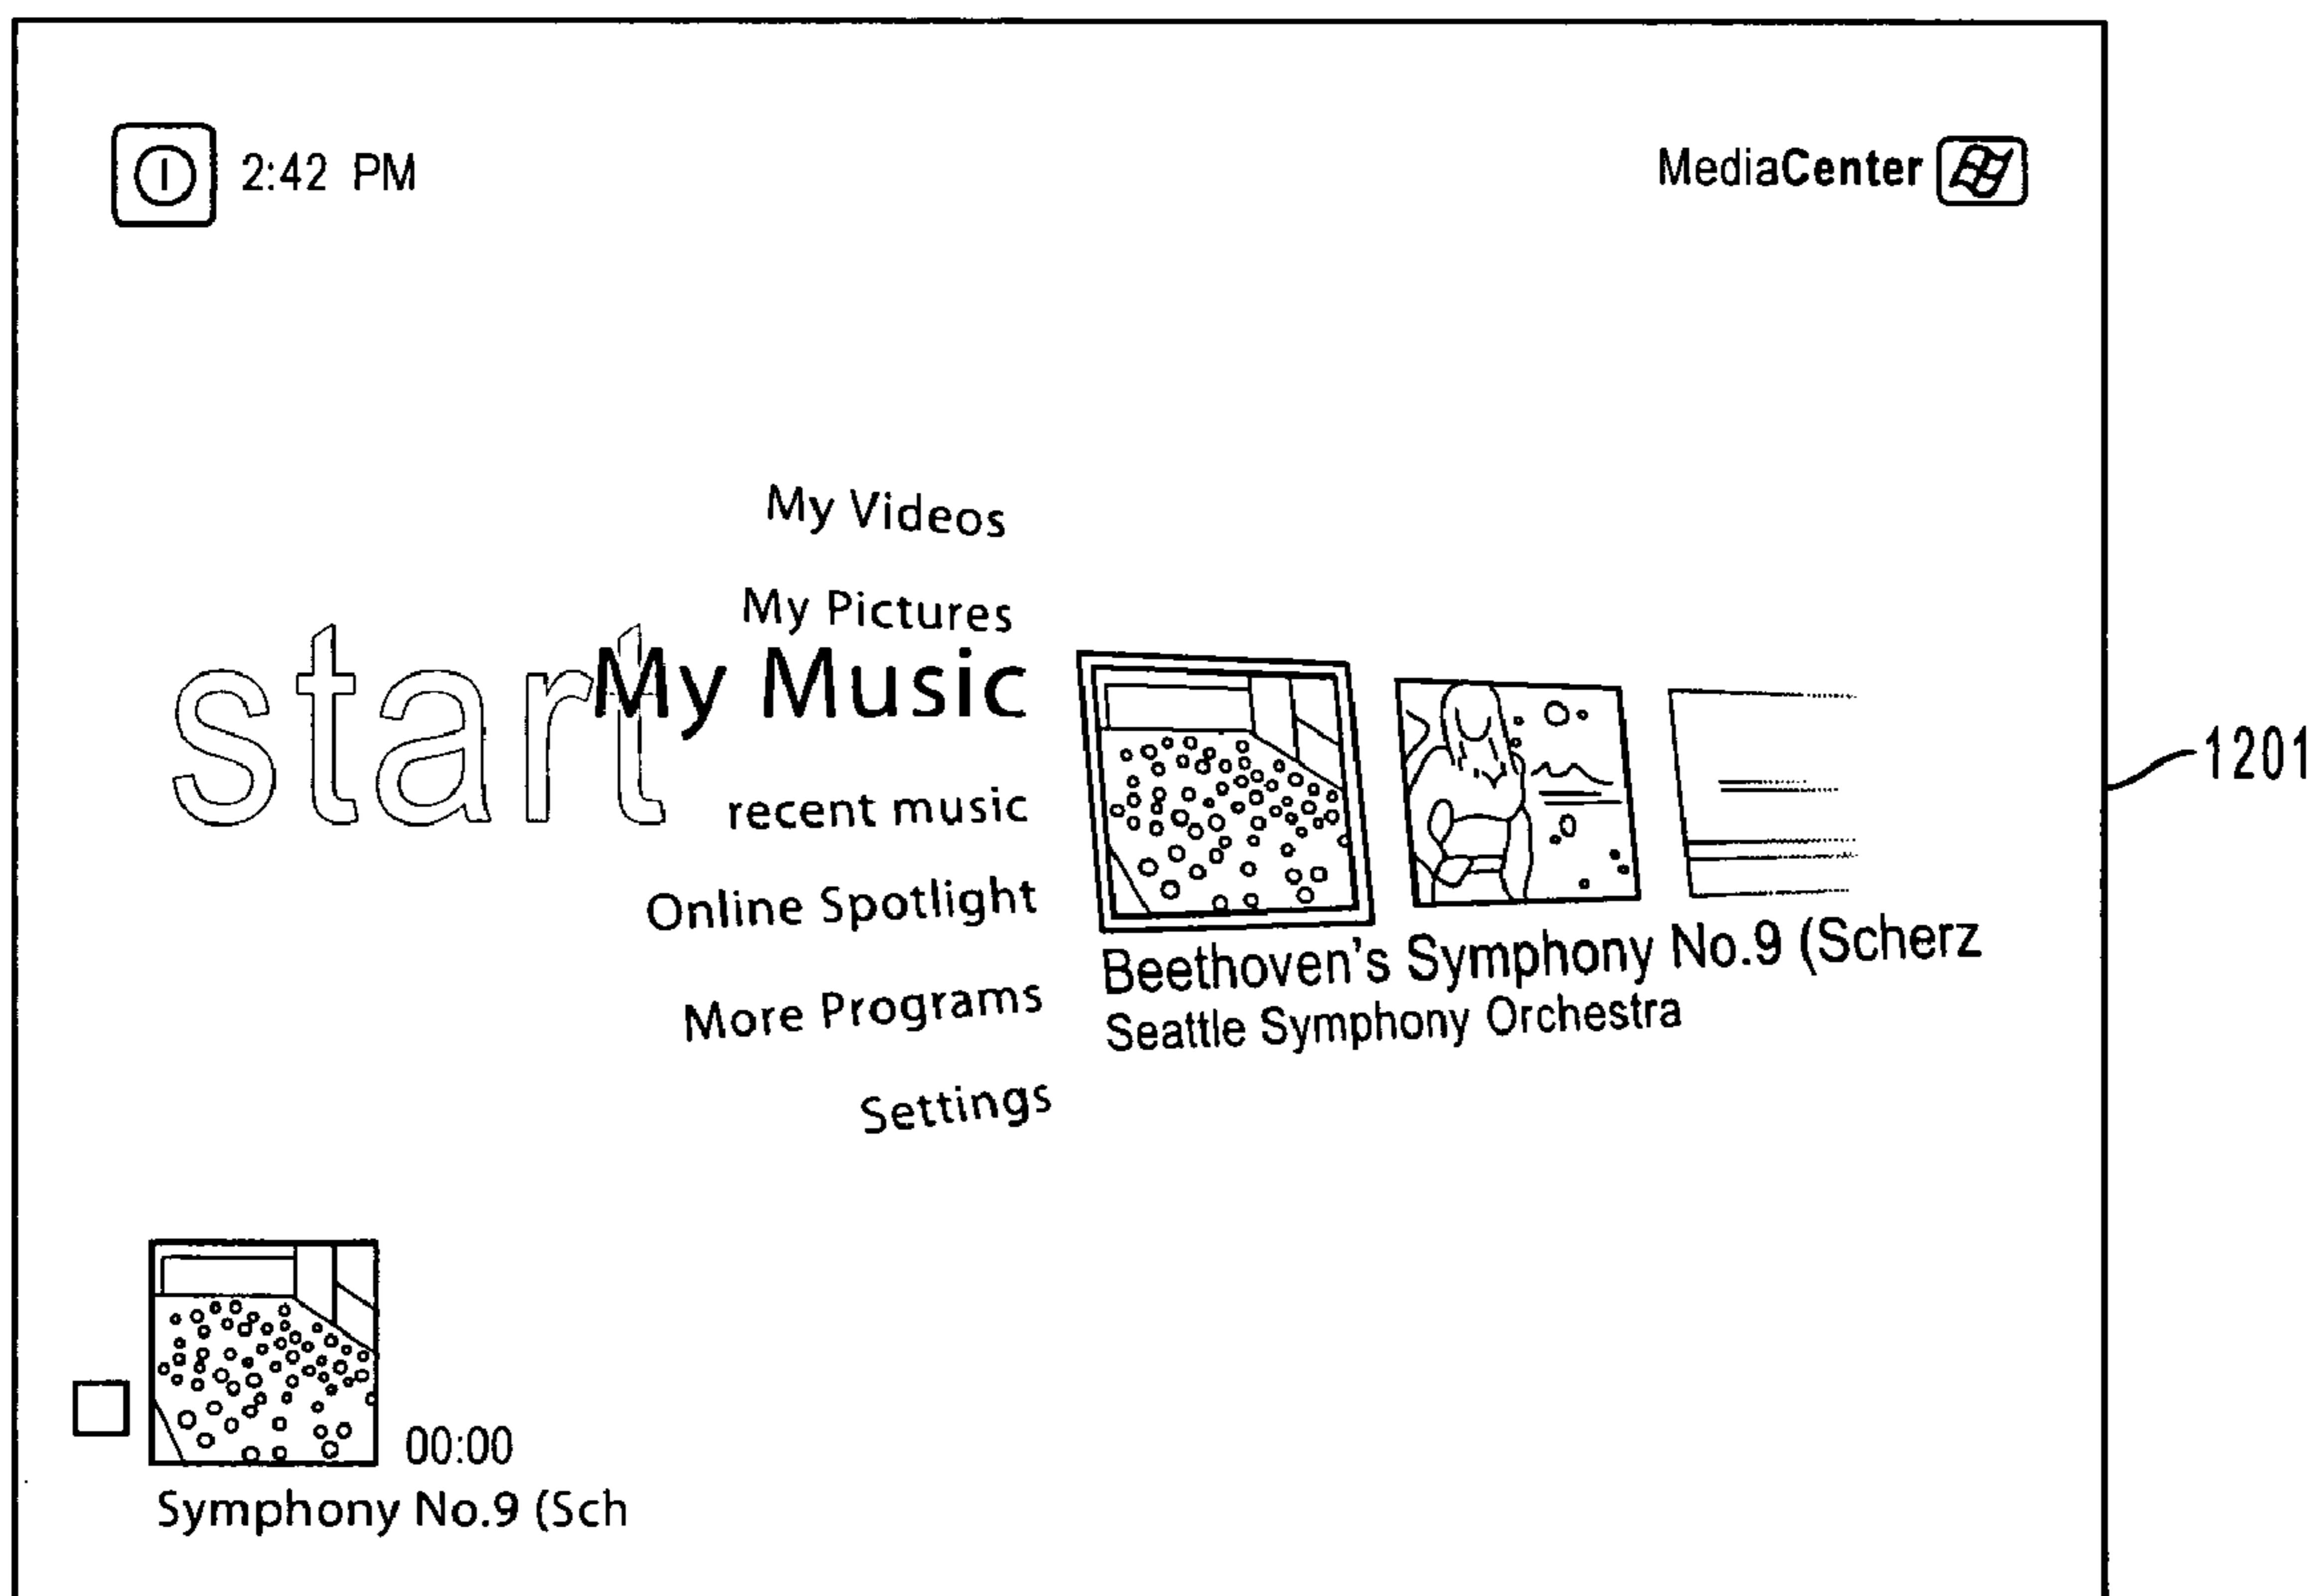 2:42 PM
MediaCenter
My Videos
My Pictures
start
My Music
recent music
1201
Online Spotlight
Beethoven's Symphony No.9 (Scherz
More Programs
Seattle Symphony Orchestra
Settings
00:00
Symphony No.9 (Sch